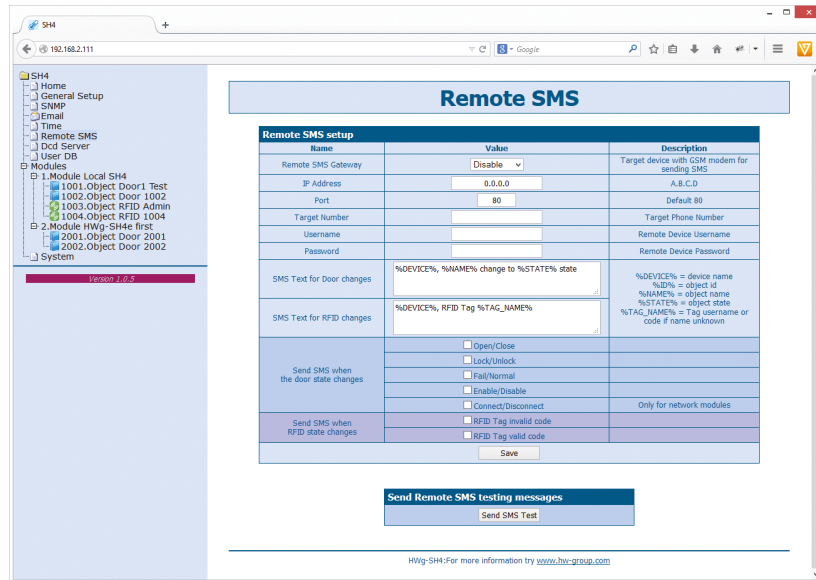 SH4
+
192.168.2.111
Google
SH4
Home
General Setup
SNMP
Email
Time
Remote SMS
Dcd Server
User DB
Modules
1.Module Local SH4
1001.Object Door1 Test
1002.Object Door 1002
1003.Object RFID Admin
1004.Object RFID 1004
2.Module HWg-SH4e first
2001.Object Door 2001
2002.Object Door 2002
System
Version 1.0.5
Remote SMS
Remote SMS setup
Name Value Description
Remote SMS Gateway Disable Target device with GSM modem for
sending SMS
IP Address 0.0.0.0 A.B.C.D
Port 80 Default 80
Target Number Target Phone Number
Username Remote Device Username
Password Remote Device Password
SMS Text for Door changes %DEVICE%, %NAME% change to %STATE% state
SMS Text for RFID changes %DEVICE%, RFID Tag %TAG_NAME%
%DEVICE% = device name
%ID% = object id
%NAME% = object name
%STATE% = object state
%TAG_NAME% = Tag username or
code if name unknown
Send SMS when
the door state changes
Open/Close
Lock/Unlock
Fail/Normal
Enable/Disable
Connect/Disconnect Only for network modules
Send SMS when
RFID state changes
RFID Tag invalid code
RFID Tag valid code
Save
Send Remote SMS testing messages
Send SMS Test
HWg-SH4:For more information try www.hw-group.com